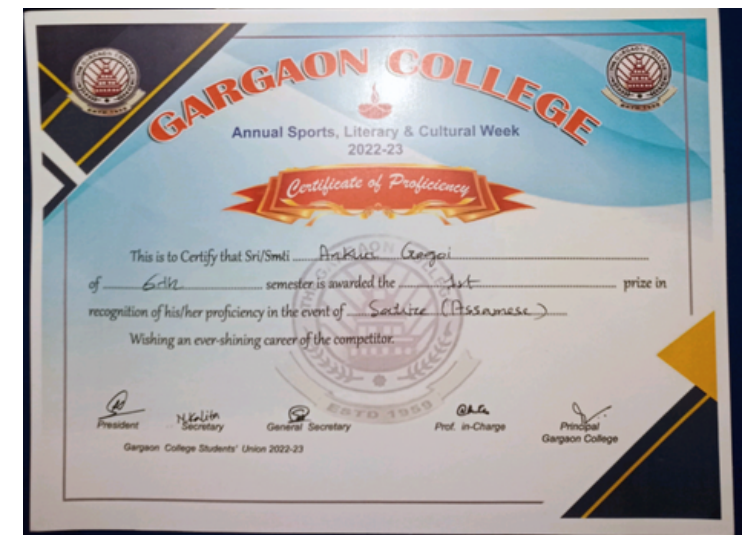 GARGAON COLLEGE
Annual Sports, Literary & Cultural Week
2022-23
Certificate of Proficiency
This is to Certify that Sri/Smti Ankur Gogoi
of 6th semester is awarded the 1st prize in
recognition of his/her proficiency in the event of Satire (Assamese)
Wishing an ever-shining career of the competitor.
ESTD 1959
N.Kalita
President Secretary General Secretary Prof. in-Charge Principal
Gargaon College Students' Union 2022-23 Gargaon College